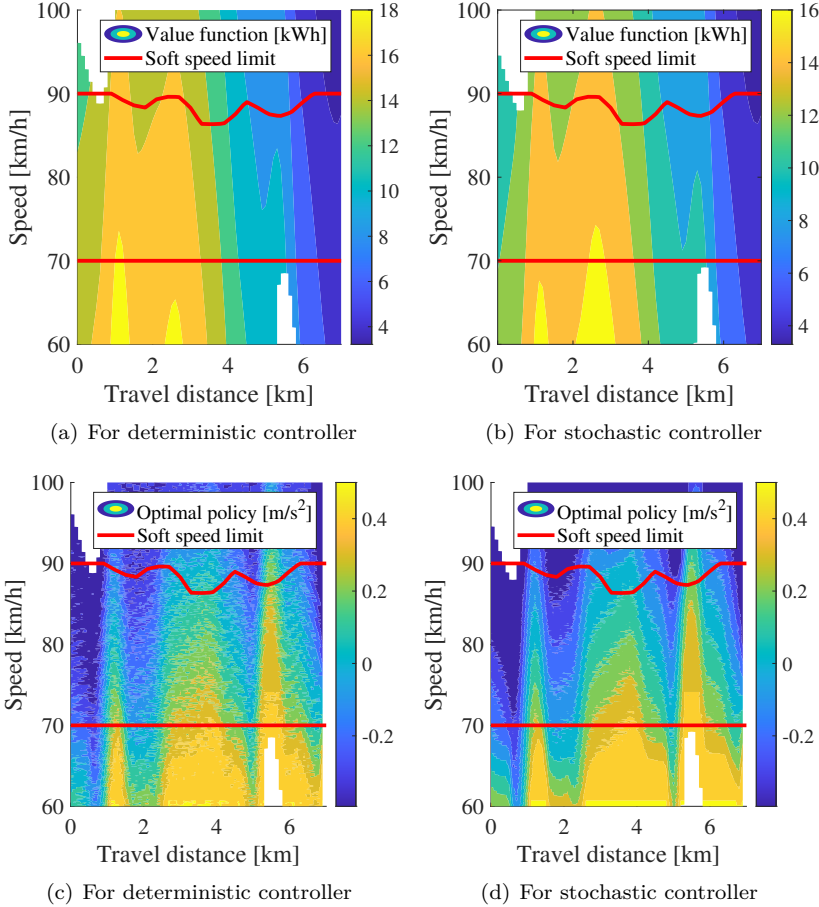 100
90
80
70
60
Speed [km/h]
Value function [kWh]
Soft speed limit
0
2
4
6
Travel distance [km]
18
16
14
12
10
8
6
4
(a) For deterministic controller
100
90
80
70
60
Speed [km/h]
Value function [kWh]
Soft speed limit
0
2
4
6
Travel distance [km]
16
14
12
10
8
6
4
(b) For stochastic controller
100
90
80
70
60
Speed [km/h]
Optimal policy [m/s²]
Soft speed limit
0
2
4
6
Travel distance [km]
0.4
0.2
0
-0.2
(c) For deterministic controller
100
90
80
70
60
Speed [km/h]
Optimal policy [m/s²]
Soft speed limit
0
2
4
6
Travel distance [km]
0.4
0.2
0
-0.2
(d) For stochastic controller